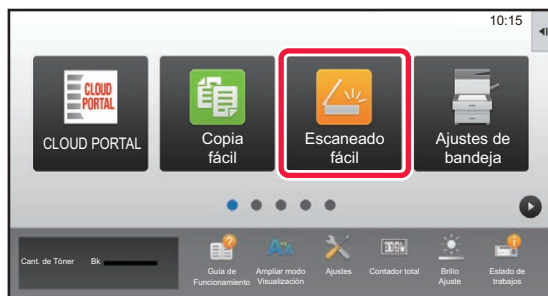 10:15
CLOUD
PORTAL
CLOUD PORTAL
Copia
fácil
Escaneado
fácil
Ajustes de
bandeja
Cant. de Tóner
Bk
Guía de
Funcionamiento
Ampliar modo
Visualización
Ajustes
Contador total
Brillo
Ajuste
Estado de
trabajos